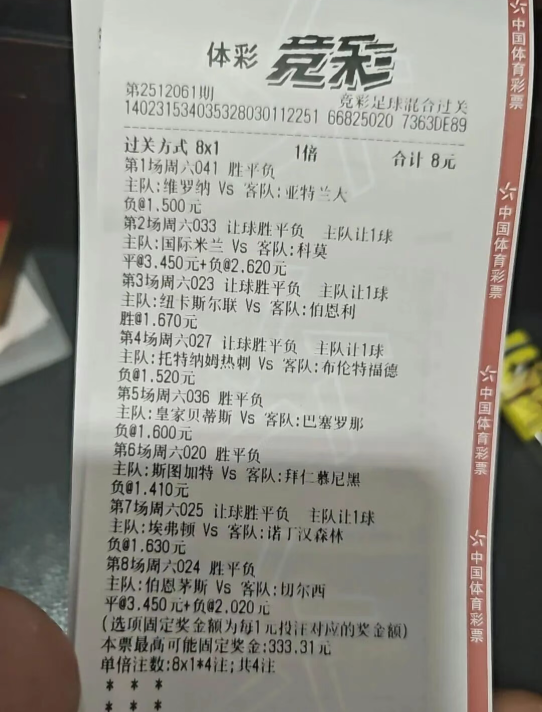 体彩 竞彩
第2512061期 竞彩足球混合过关
140231534035328030112251 66825020 7363DE89
过关方式 8x1 1倍 合计 8元
第1场周六041 胜平负
主队:维罗纳 Vs 客队:亚特兰大
负@1.500元
第2场周六033 让球胜平负 主队让1球
主队:国际米兰 Vs 客队:科莫
平@3.450元+负@2.620元
第3场周六023 让球胜平负 主队让1球
主队:纽卡斯尔联 Vs 客队:伯恩利
胜@1.670元
第4场周六027 让球胜平负 主队让1球
主队:托特纳姆热刺 Vs 客队:布伦特福德
负@1.520元
第5场周六036 胜平负
主队:皇家贝蒂斯 Vs 客队:巴塞罗那
负@1.600元
第6场周六020 胜平负
主队:斯图加特 Vs 客队:拜仁慕尼黑
负@1.410元
第7场周六025 让球胜平负 主队让1球
主队:埃弗顿 Vs 客队:诺丁汉森林
负@1.630元
第8场周六024 胜平负
主队:伯恩茅斯 Vs 客队:切尔西
平@3.450元+负@2.020元
(选项固定奖金额为每1元投注对应的奖金额)
本票最高可能固定奖金:333.31元
单倍注数:8x1*4注;共4注
* * *
* * *
中国体育彩票
中国体育彩票
中国体育彩票
中国体育彩票